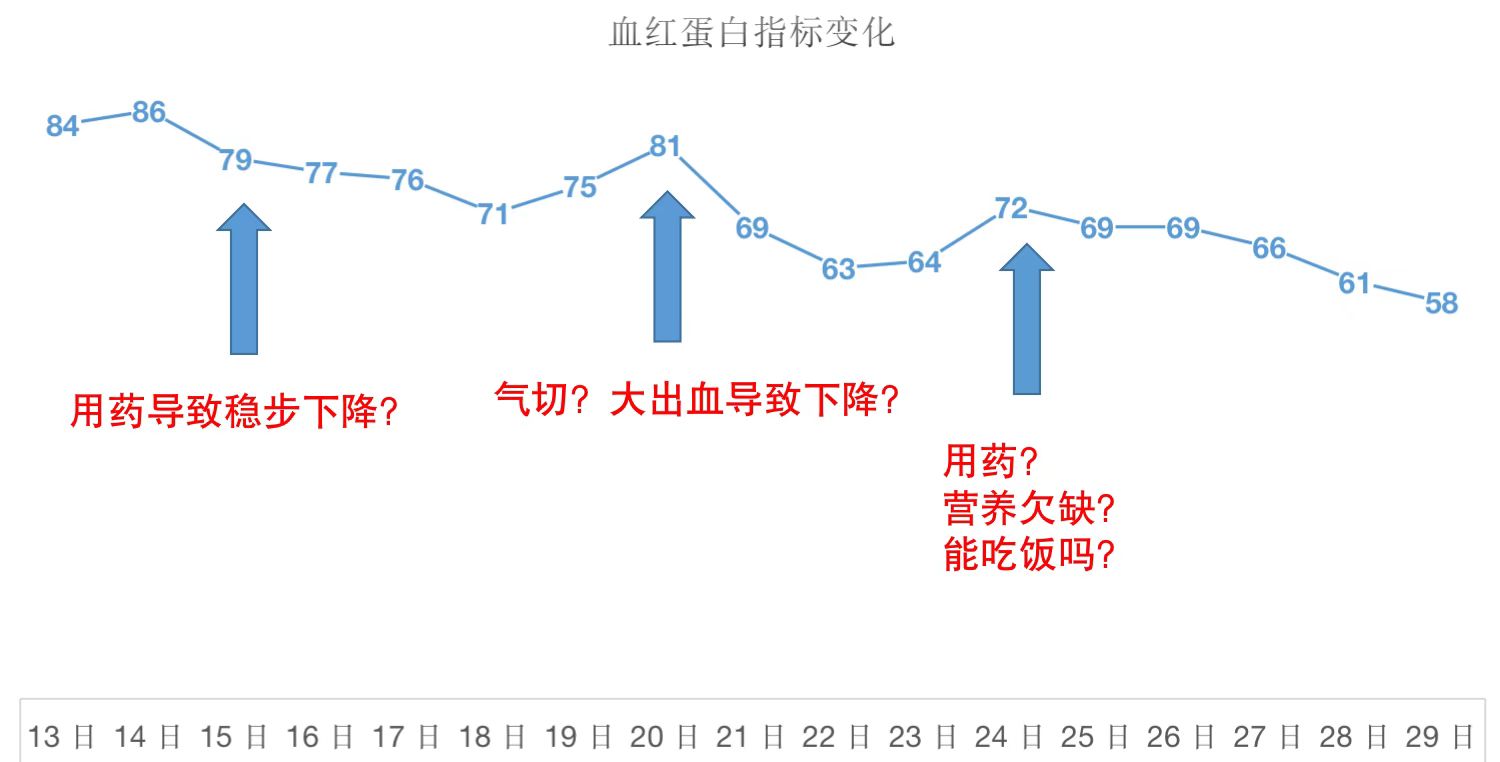 血红蛋白指标变化
84 86 79 77 76 71 75 81 69 63 64 72 69 69 66 61 58
用药导致稳步下降？
气切？大出血导致下降？
用药？
营养欠缺？
能吃饭吗？
13 日 14 日 15 日 16 日 17 日 18 日 19 日 20 日 21 日 22 日 23 日 24 日 25 日 26 日 27 日 28 日 29 日